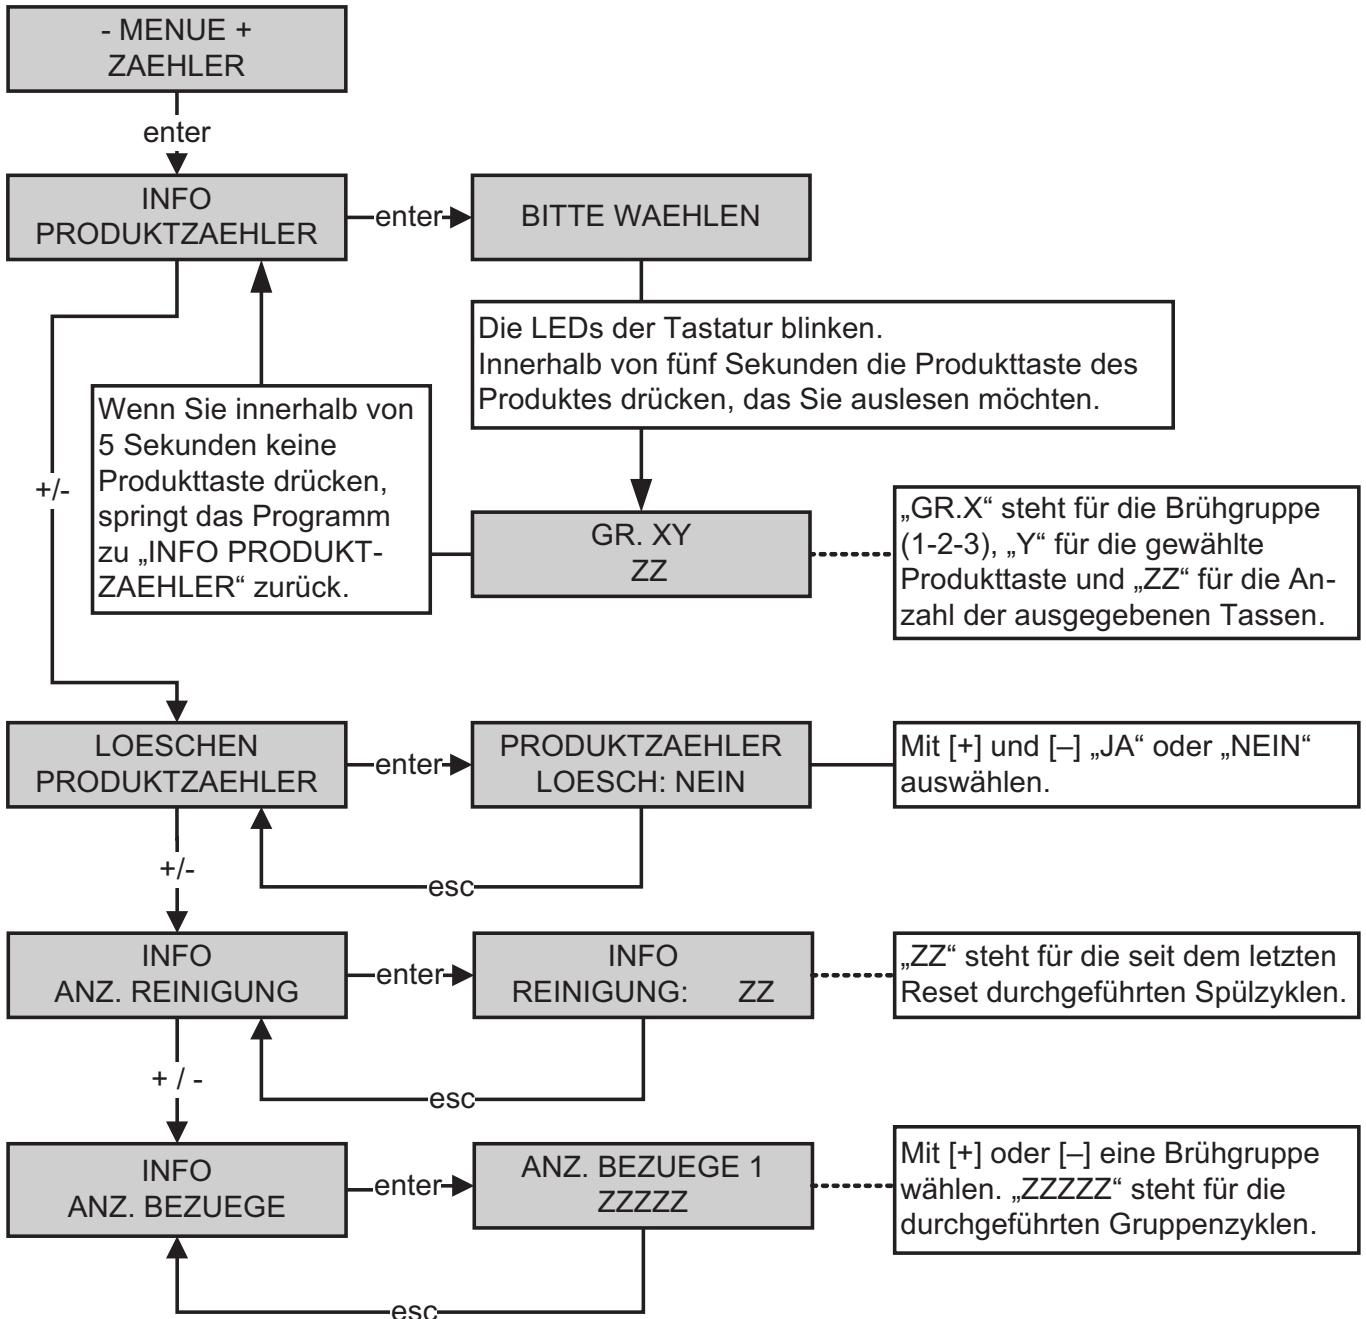 - MENUE +
ZAEHLER
enter
INFO
PRODUKTZAEHLER
enter
BITTE WAEHLEN
Die LEDs der Tastatur blinken.
Innerhalb von fünf Sekunden die Produkttaste des
Produktes drücken, das Sie auslesen möchten.
Wenn Sie innerhalb von
5 Sekunden keine
Produkttaste drücken,
springt das Programm
zu „INFO PRODUKT-
ZAEHLER“ zurück.
+/-
GR. XY
ZZ
„GR.X“ steht für die Brühgruppe
(1-2-3), „Y“ für die gewählte
Produkttaste und „ZZ“ für die An-
zahl der ausgegebenen Tassen.
LOESCHEN
PRODUKTZAEHLER
enter
PRODUKTZAEHLER
LOESCH: NEIN
Mit [+] und [–] „JA“ oder „NEIN“
auswählen.
+/-
esc
INFO
ANZ. REINIGUNG
enter
INFO
REINIGUNG: ZZ
„ZZ“ steht für die seit dem letzten
Reset durchgeführten Spülzyklen.
+ / -
esc
INFO
ANZ. BEZUEGE
enter
ANZ. BEZUEGE 1
ZZZZZ
Mit [+] oder [–] eine Brühgruppe
wählen. „ZZZZZ“ steht für die
durchgeführten Gruppenzyklen.
esc